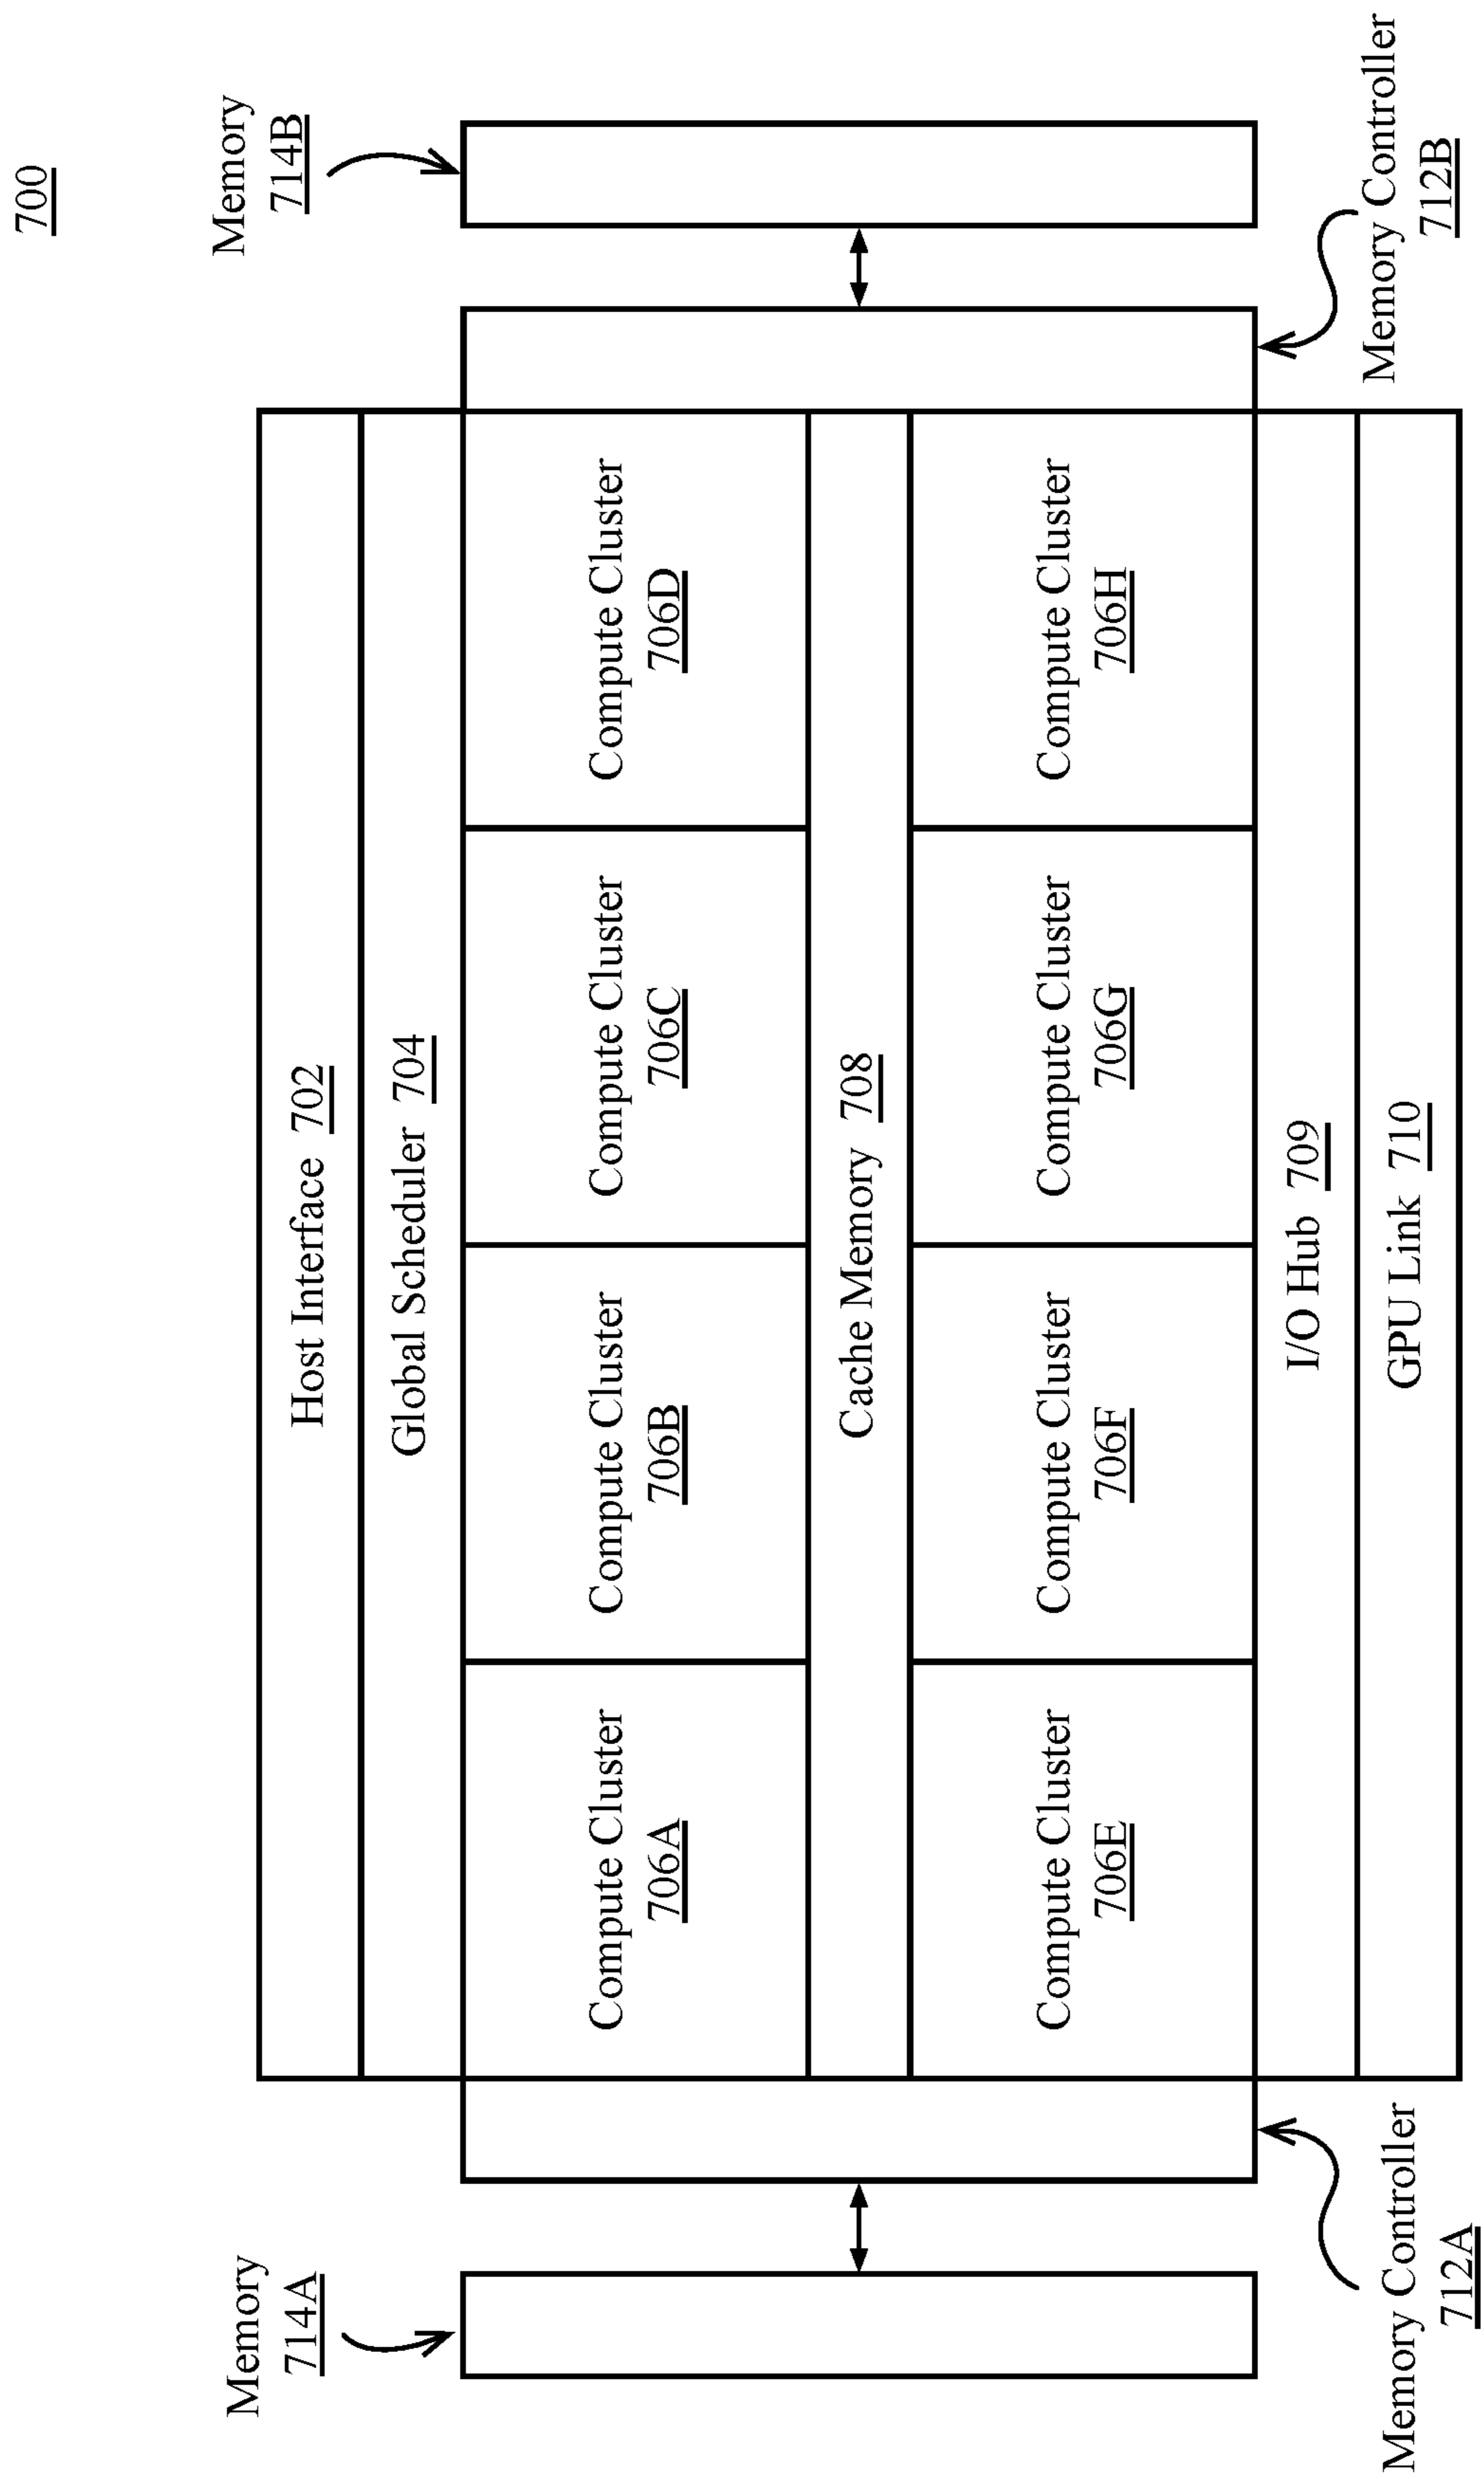 700
Memory
714B
Memory
714A
Host Interface 702
Global Scheduler 704
Compute Cluster
706A
Compute Cluster
706B
Compute Cluster
706C
Compute Cluster
706D
Cache Memory 708
Compute Cluster
706E
Compute Cluster
706F
Compute Cluster
706G
Compute Cluster
706H
I/O Hub 709
GPU Link 710
Memory Controller
712A
Memory Controller
712B